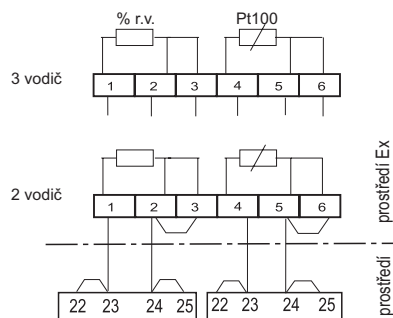 % r.v. Pt100
3 vodič
1 2 3 4 5 6
2 vodič
1 2 3 4 5 6
prostředí Ex
prostředí
22 23 24 25 22 23 24 25